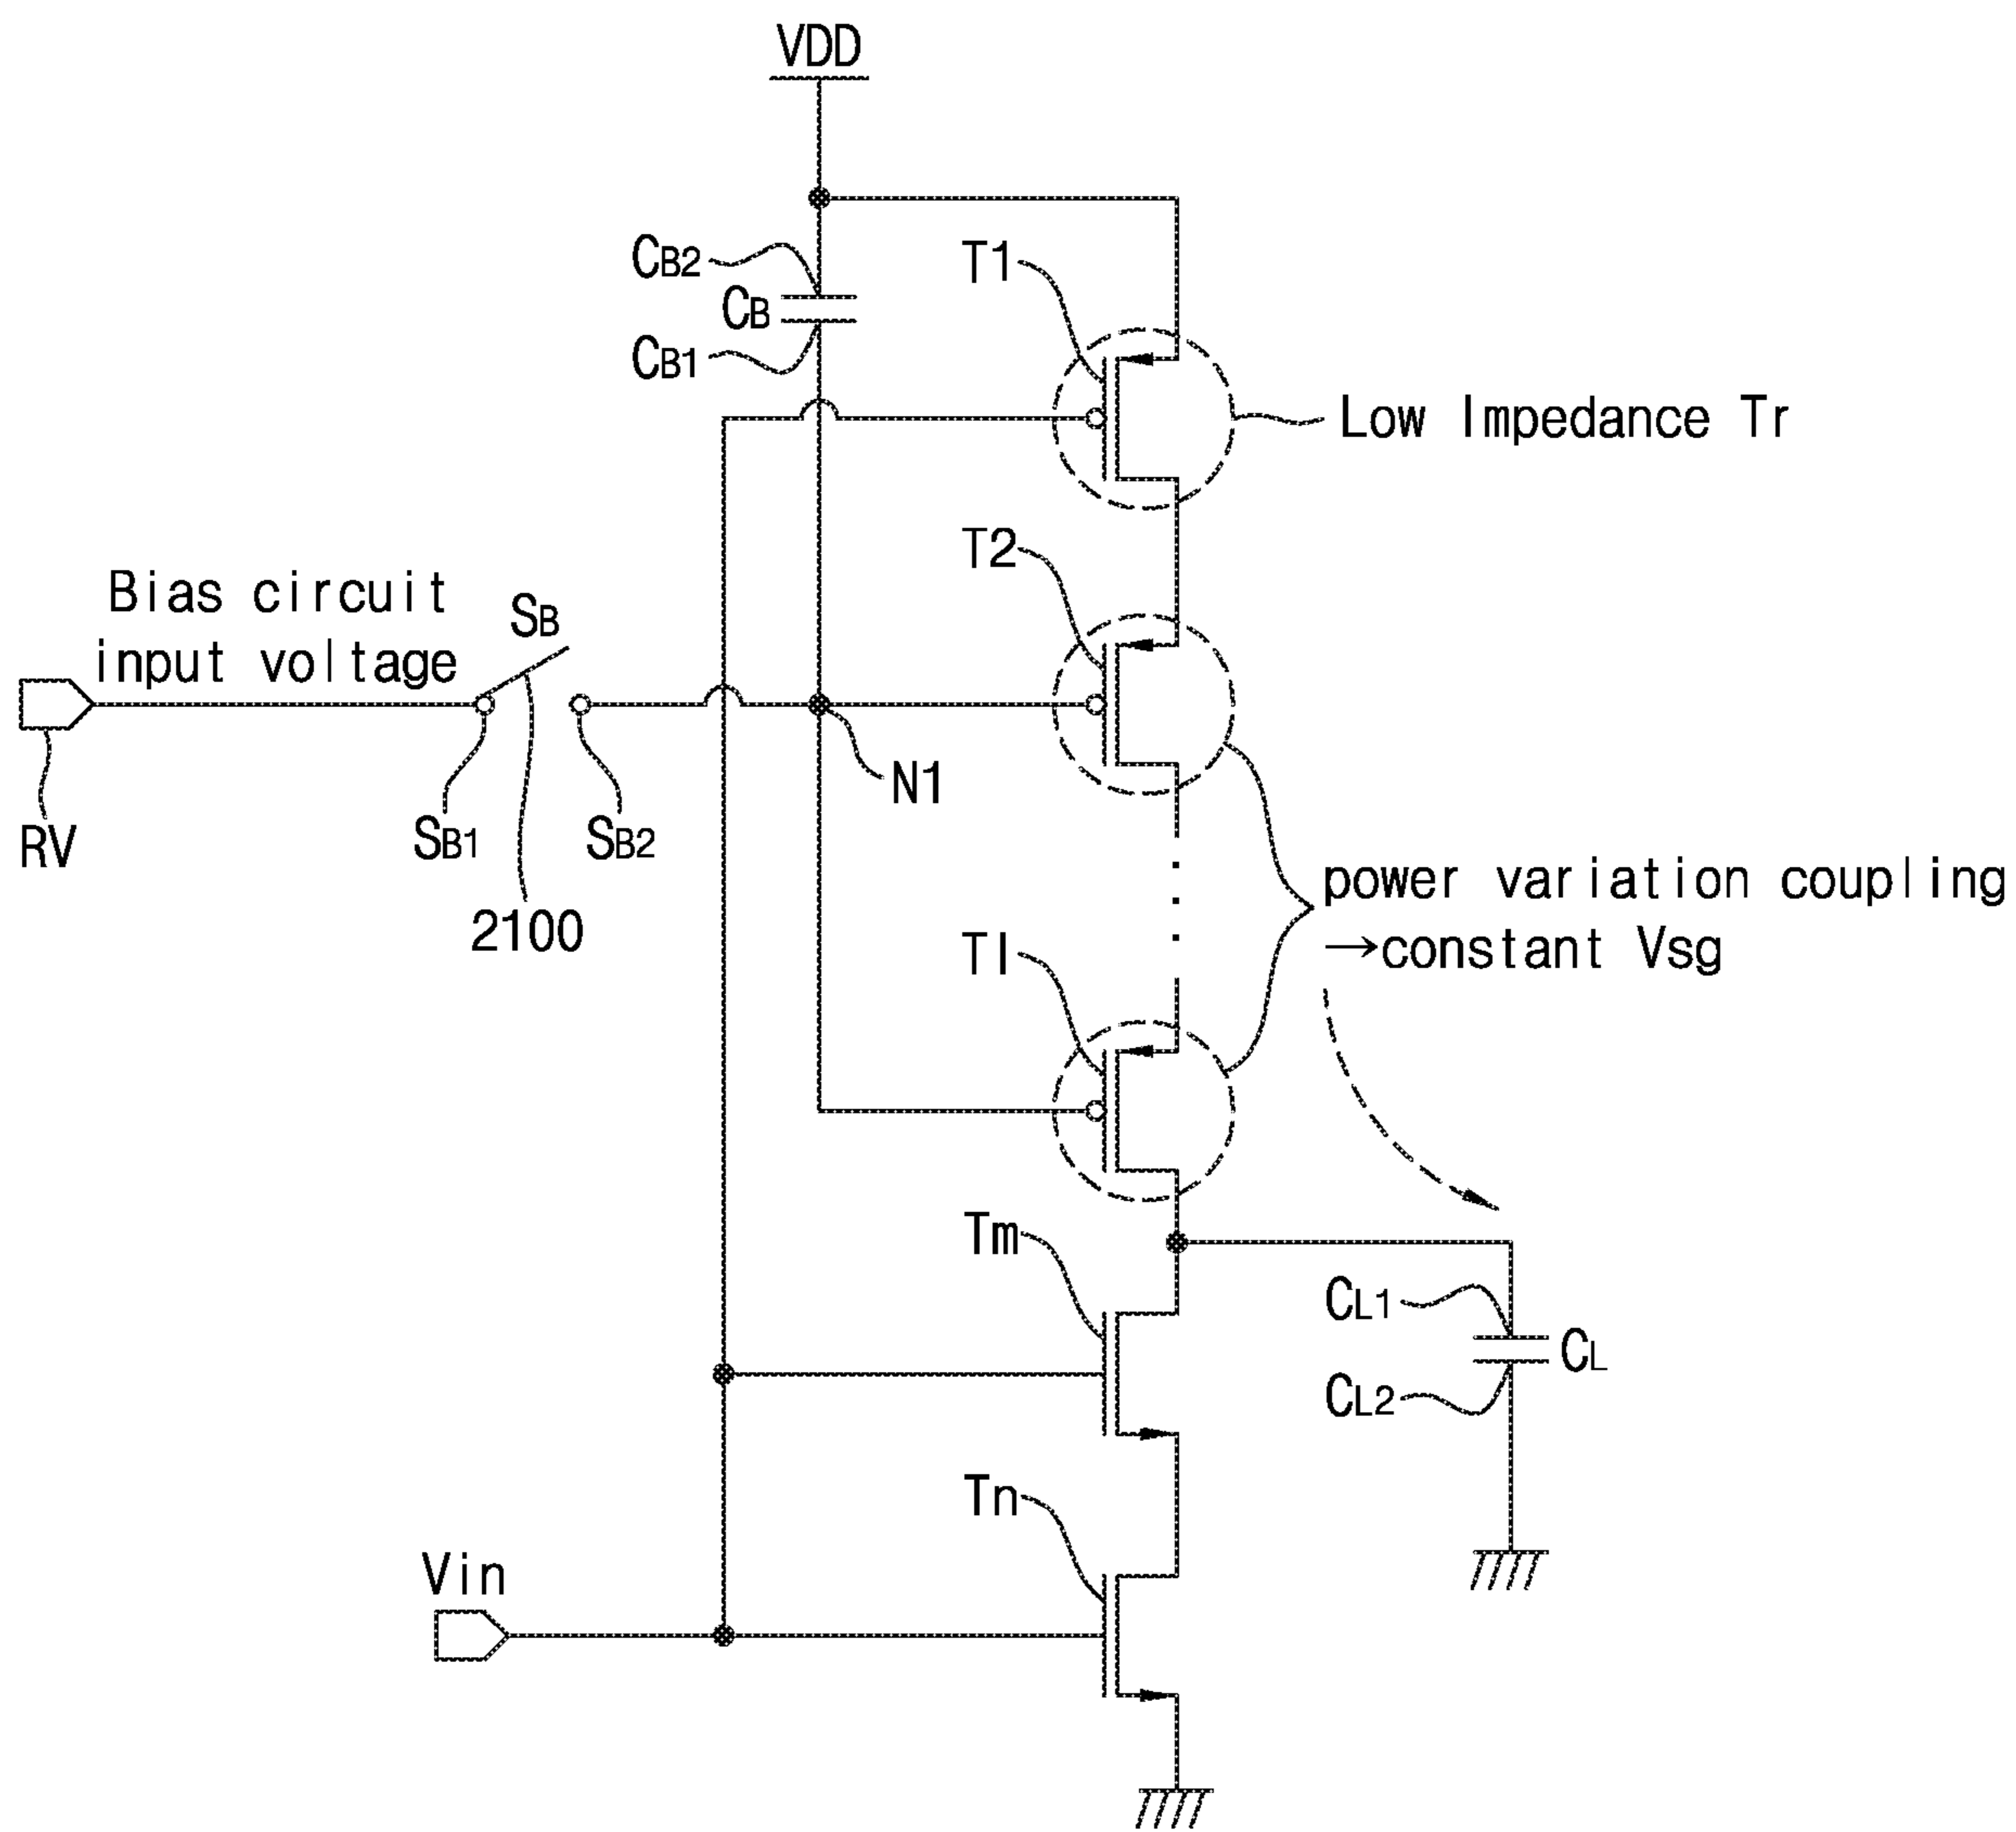 VDD
CB2
CB
CB1
T1
Low Impedance Tr
T2
Bias circuit
input voltage
SB
N1
RV
SB1
SB2
2100
power variation coupling
→constant Vsg
Tl
Tm
CL1
CL
CL2
Tn
Vin